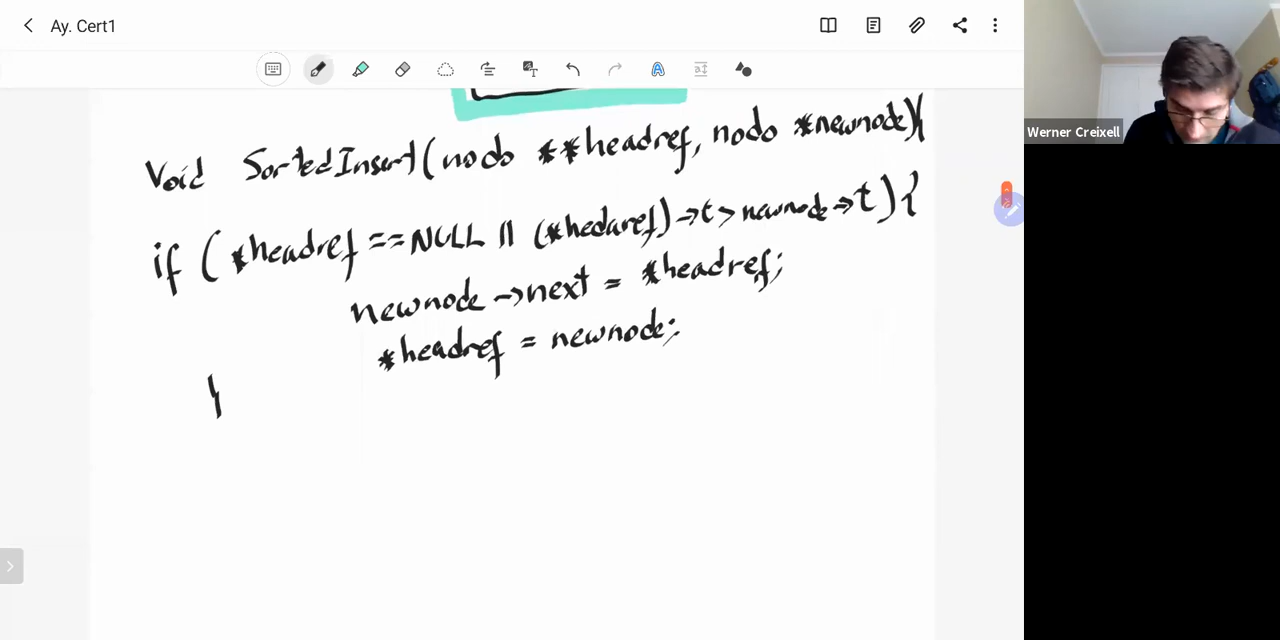 Ay. Cert1
Werner Creixell
Void SortedInsert(nodo **headref, nodo *newnode){
if (*headref ==NULL || (*hedaref)->t > newnode->t){
newnode->next = *headref;
*headref = newnode;
}